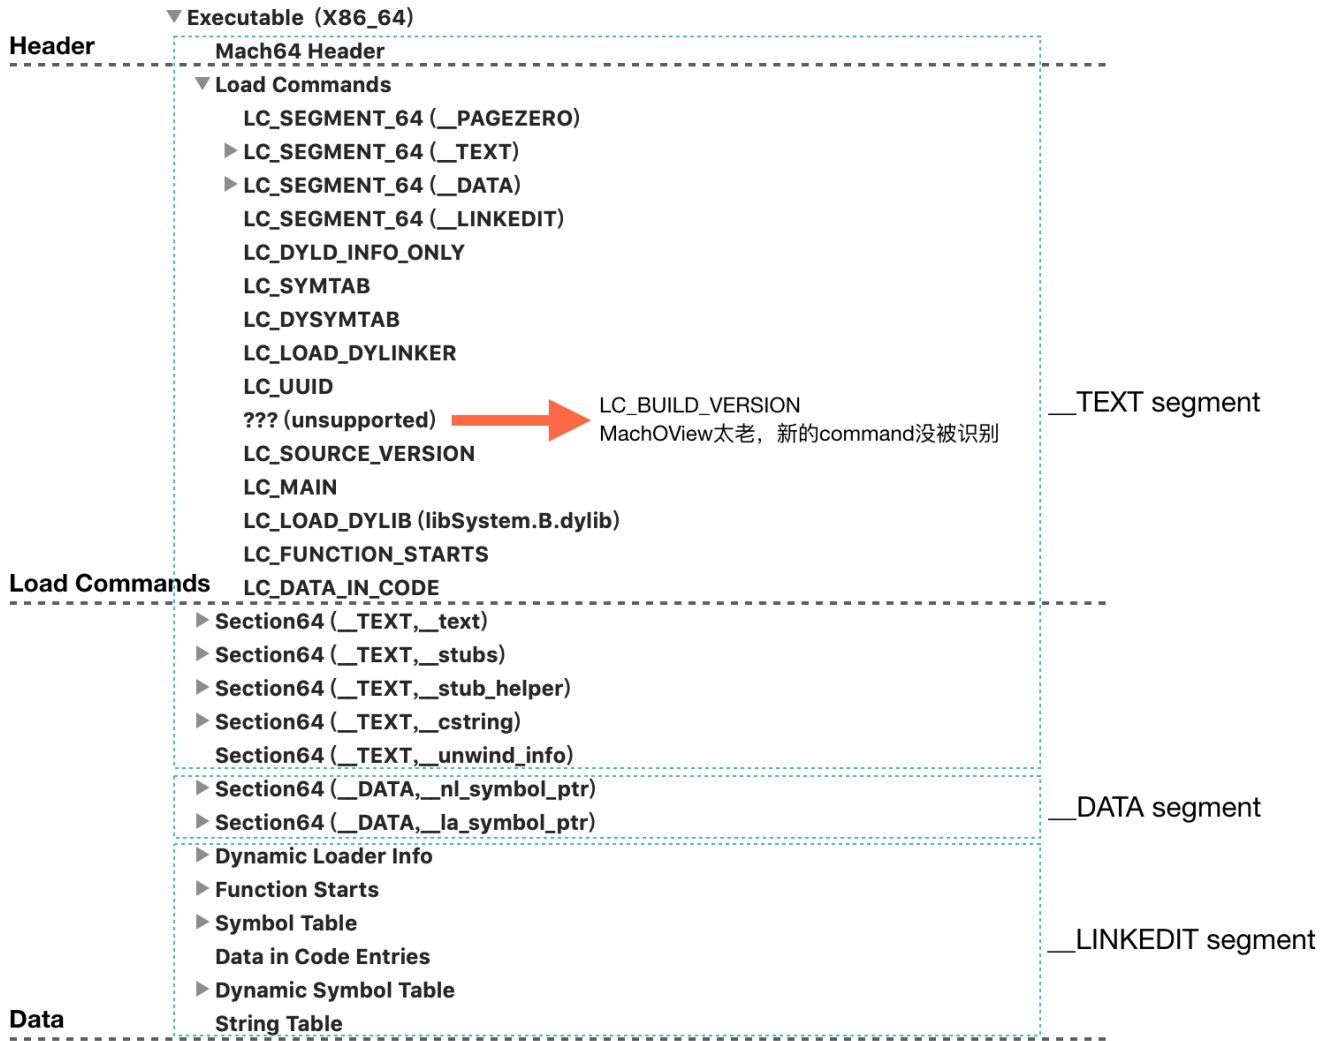 Executable (X86_64)
Header
Mach64 Header
Load Commands
LC_SEGMENT_64 (__PAGEZERO)
LC_SEGMENT_64 (__TEXT)
LC_SEGMENT_64 (__DATA)
LC_SEGMENT_64 (__LINKEDIT)
LC_DYLD_INFO_ONLY
LC_SYMTAB
LC_DYSYMTAB
LC_LOAD_DYLINKER
LC_UUID
??? (unsupported)
LC_BUILD_VERSION
MachOView太老，新的command没被识别
__TEXT segment
LC_SOURCE_VERSION
LC_MAIN
LC_LOAD_DYLIB (libSystem.B.dylib)
LC_FUNCTION_STARTS
Load Commands
LC_DATA_IN_CODE
Section64 (__TEXT,__text)
Section64 (__TEXT,__stubs)
Section64 (__TEXT,__stub_helper)
Section64 (__TEXT,__cstring)
Section64 (__TEXT,__unwind_info)
Section64 (__DATA,__nl_symbol_ptr)
__DATA segment
Section64 (__DATA,__la_symbol_ptr)
Dynamic Loader Info
Function Starts
Symbol Table
__LINKEDIT segment
Data in Code Entries
Dynamic Symbol Table
Data
String Table